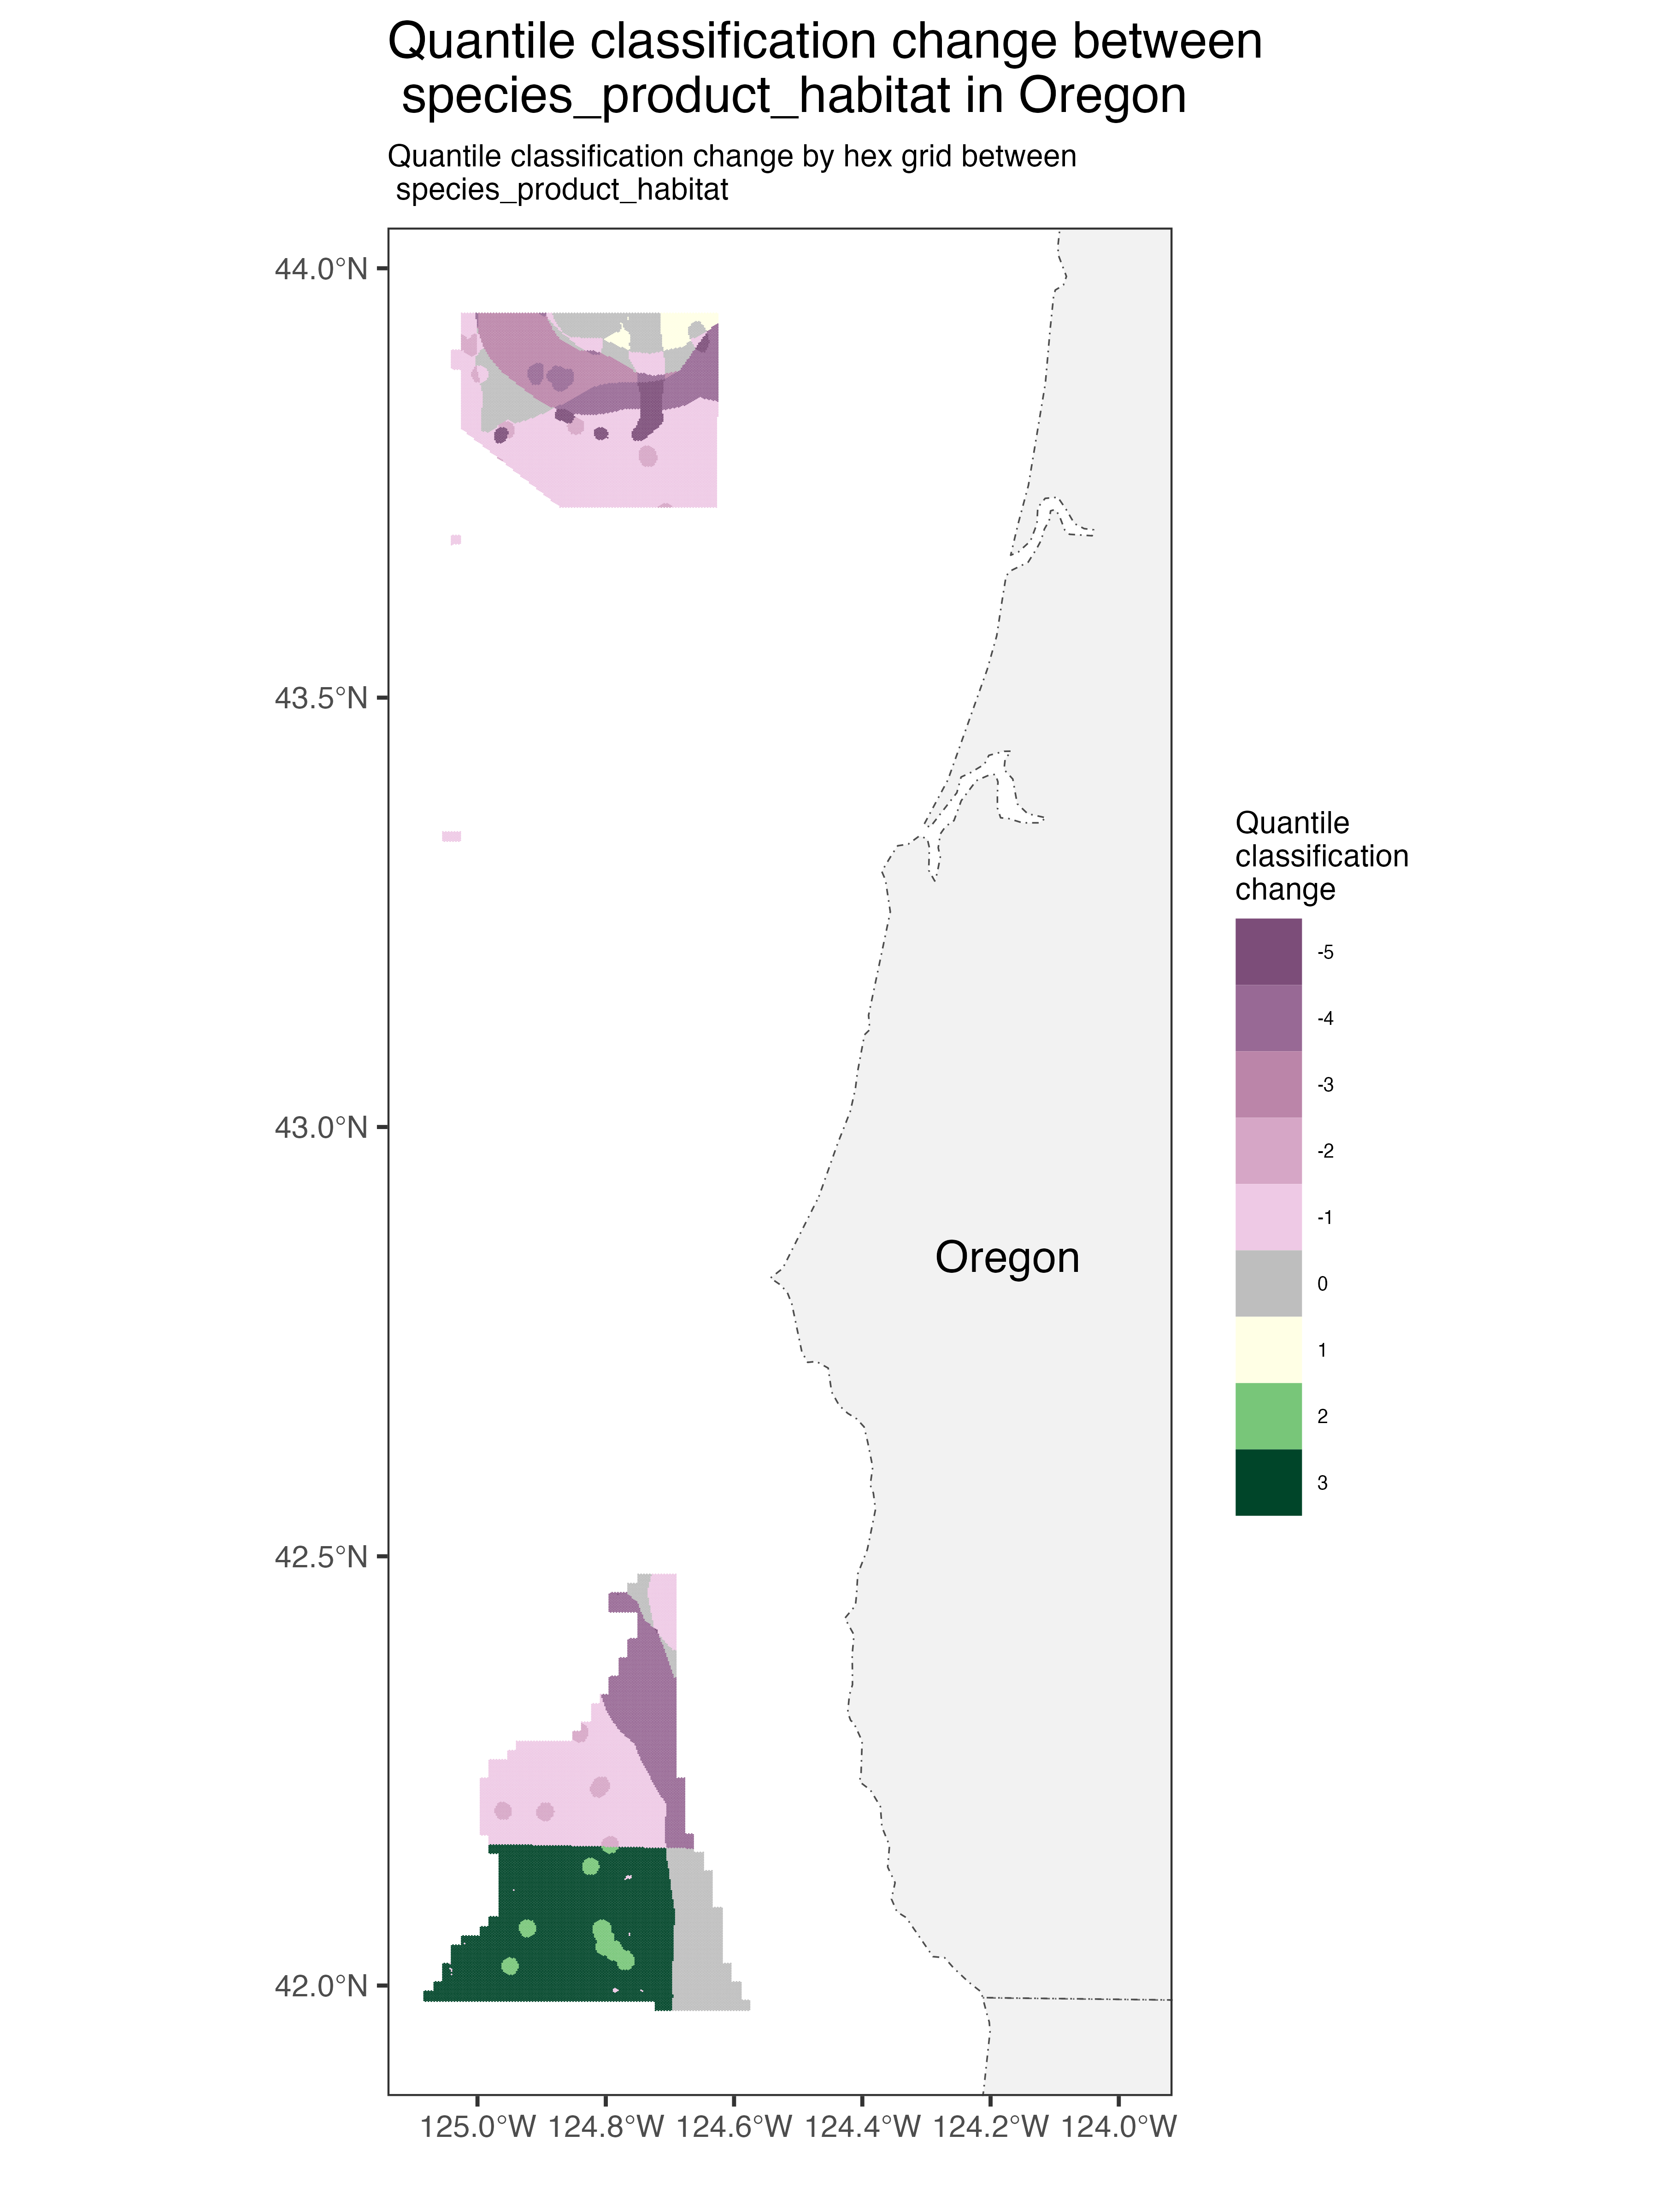 Quantile classification change between
species_product_habitat in Oregon
Quantile classification change by hex grid between
species_product_habitat
44.0°N
43.5°N
43.0°N
42.5°N
42.0°N
Oregon
Quantile
classification
change
-5
-4
-3
-2
-1
0
1
2
3
125.0°W 124.8°W 124.6°W 124.4°W 124.2°W 124.0°W